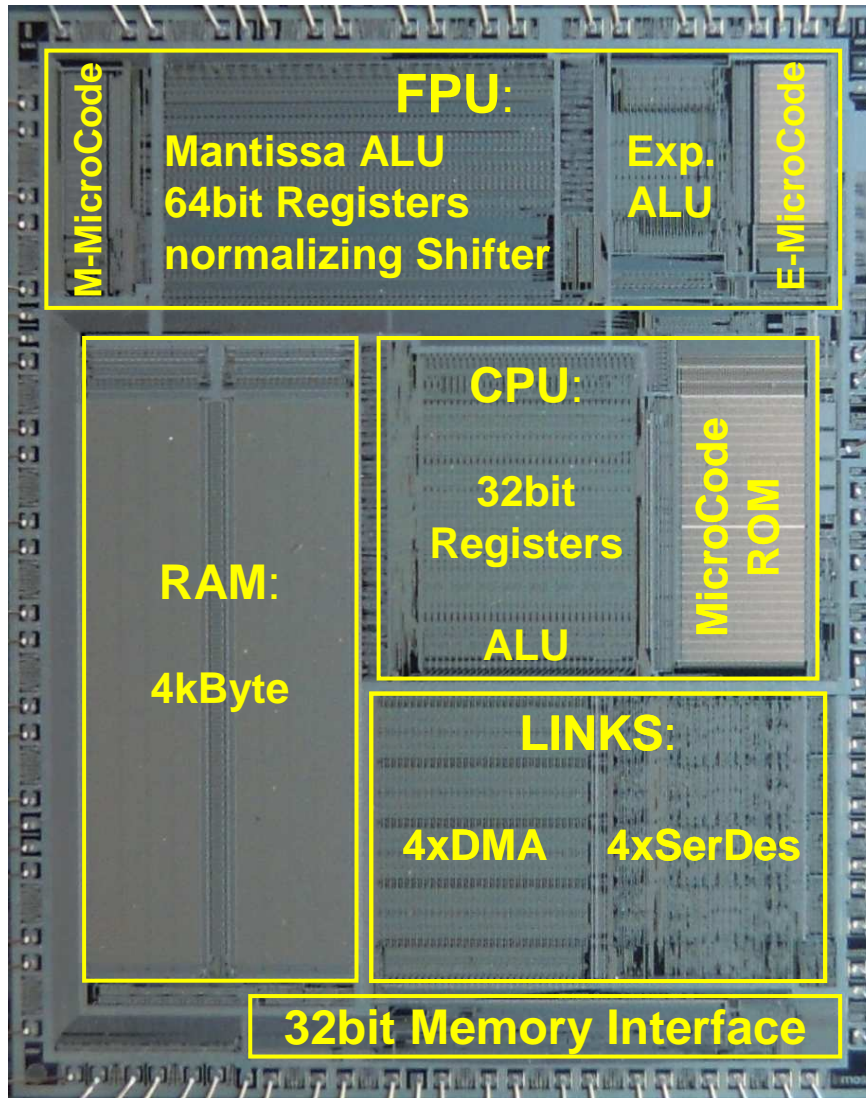 FPU:
M-MicroCode
Mantissa ALU
64bit Registers
normalizing Shifter
Exp.
ALU
E-MicroCode
RAM:
4kByte
CPU:
32bit
Registers
ALU
MicroCode
ROM
LINKS:
4xDMA
4xSerDes
32bit Memory Interface